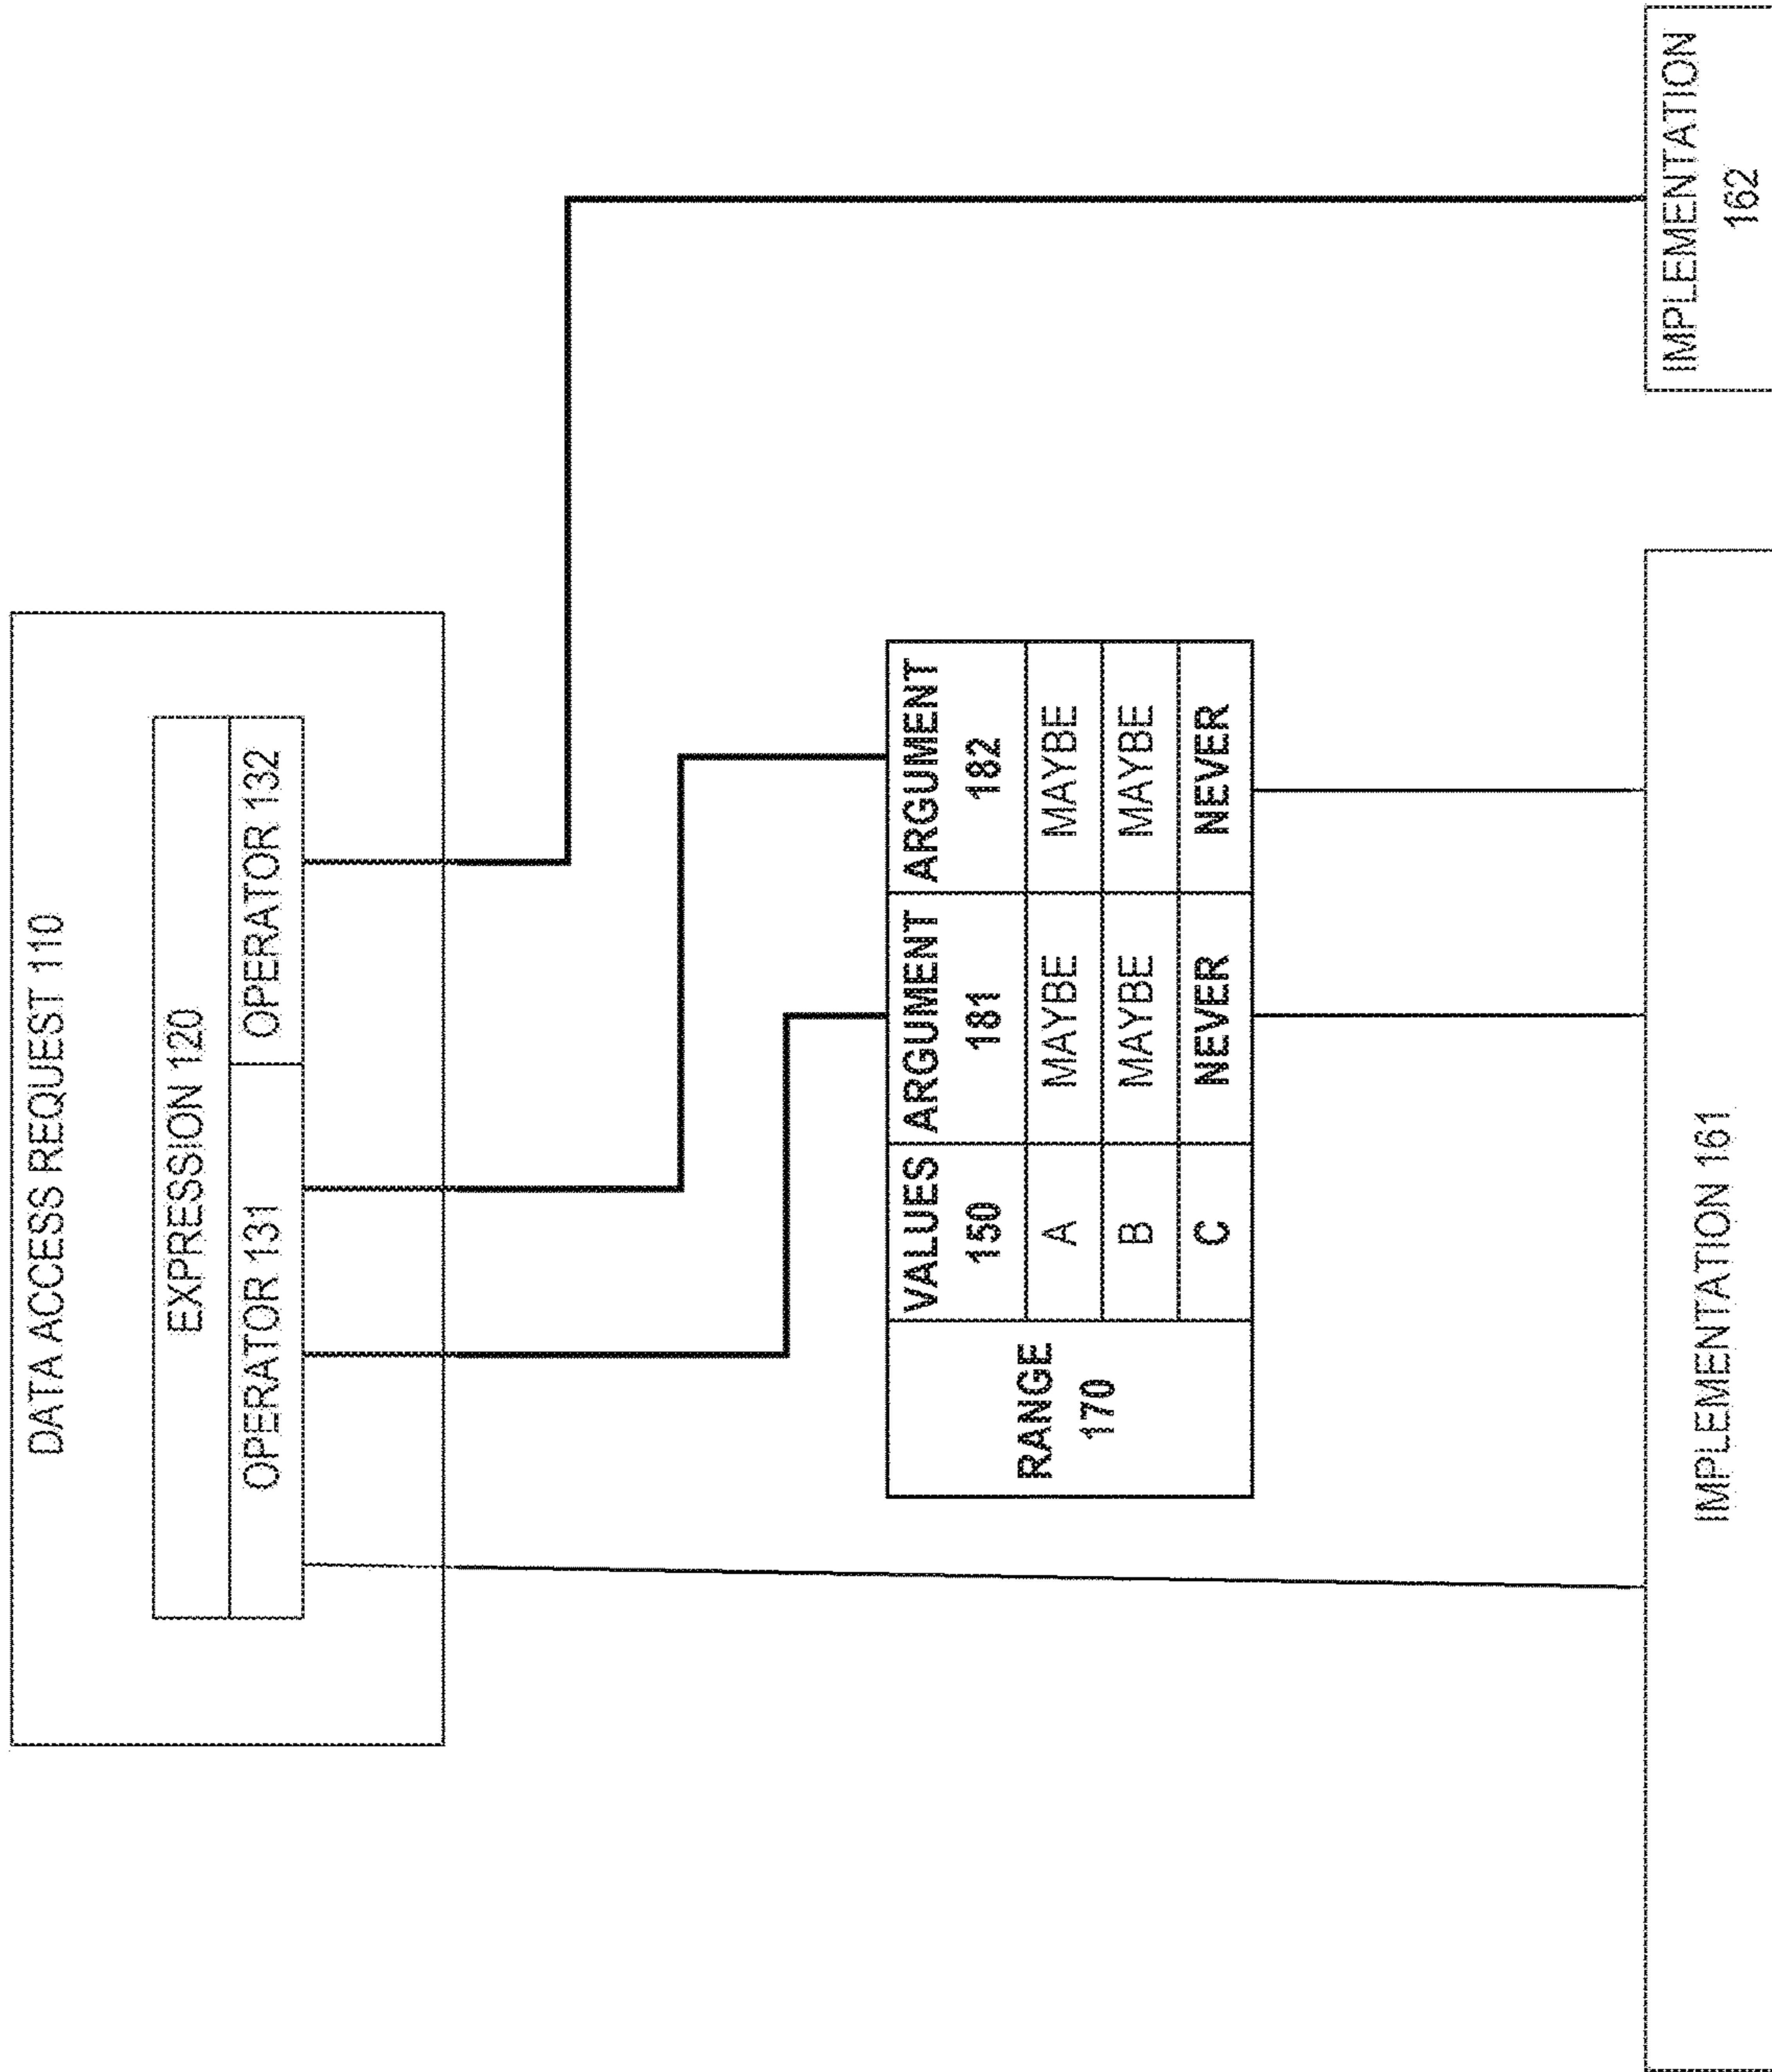 DATA ACCESS REQUEST 110
EXPRESSION 120
OPERATOR 131 OPERATOR 132
RANGE
170
VALUES
150
ARGUMENT
181
ARGUMENT
182
A MAYBE MAYBE
B MAYBE MAYBE
C NEVER NEVER
IMPLEMENTATION 161
IMPLEMENTATION
162